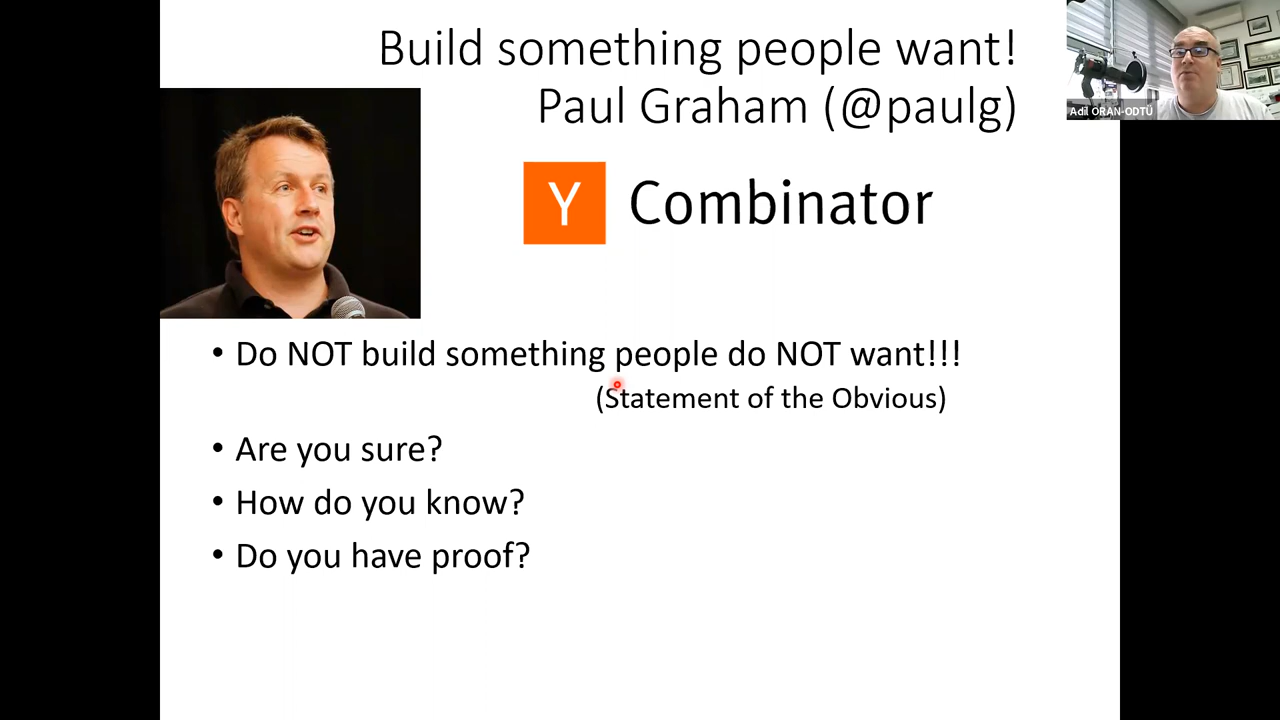 Build something people want!
Paul Graham (@paulg)
Y Combinator
• Do NOT build something people do NOT want!!!
(Statement of the Obvious)
• Are you sure?
• How do you know?
• Do you have proof?
Adil ORAN-ODTÜ